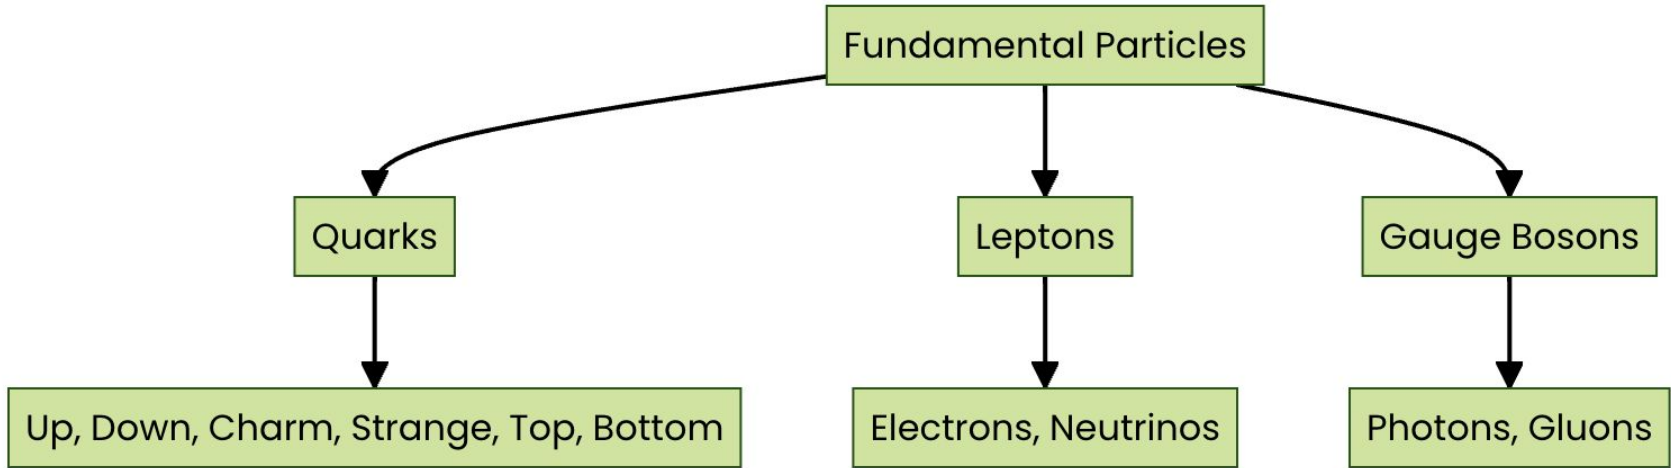 Fundamental Particles
Quarks
Leptons
Gauge Bosons
Up, Down, Charm, Strange, Top, Bottom
Electrons, Neutrinos
Photons, Gluons